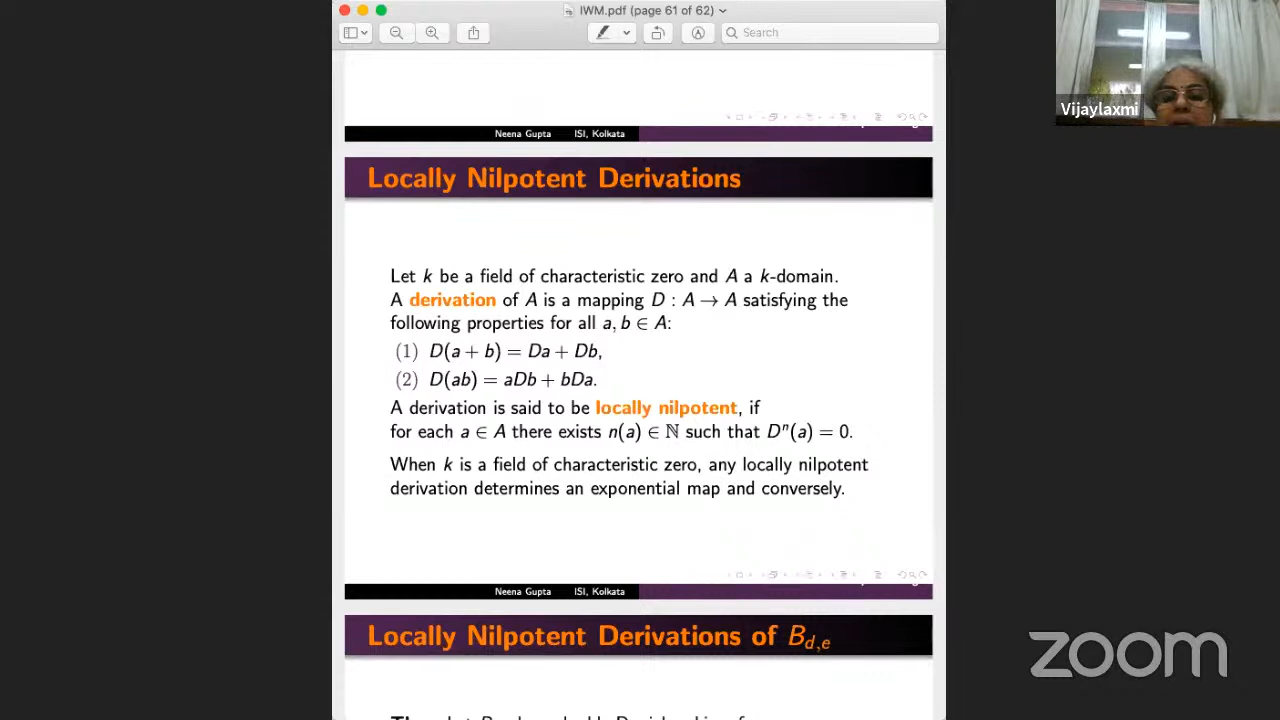 IWM.pdf (page 61 of 62)
Search
Vijaylaxmi
Neena Gupta ISI, Kolkata
Locally Nilpotent Derivations
Let k be a field of characteristic zero and A a k-domain.
A derivation of A is a mapping D : A → A satisfying the
following properties for all a, b ∈ A:
(1) D(a + b) = Da + Db,
(2) D(ab) = aDb + bDa.
A derivation is said to be locally nilpotent, if
for each a ∈ A there exists n(a) ∈ ℕ such that Dⁿ(a) = 0.
When k is a field of characteristic zero, any locally nilpotent
derivation determines an exponential map and conversely.
Neena Gupta ISI, Kolkata
Locally Nilpotent Derivations of B_{d,e}
zoom